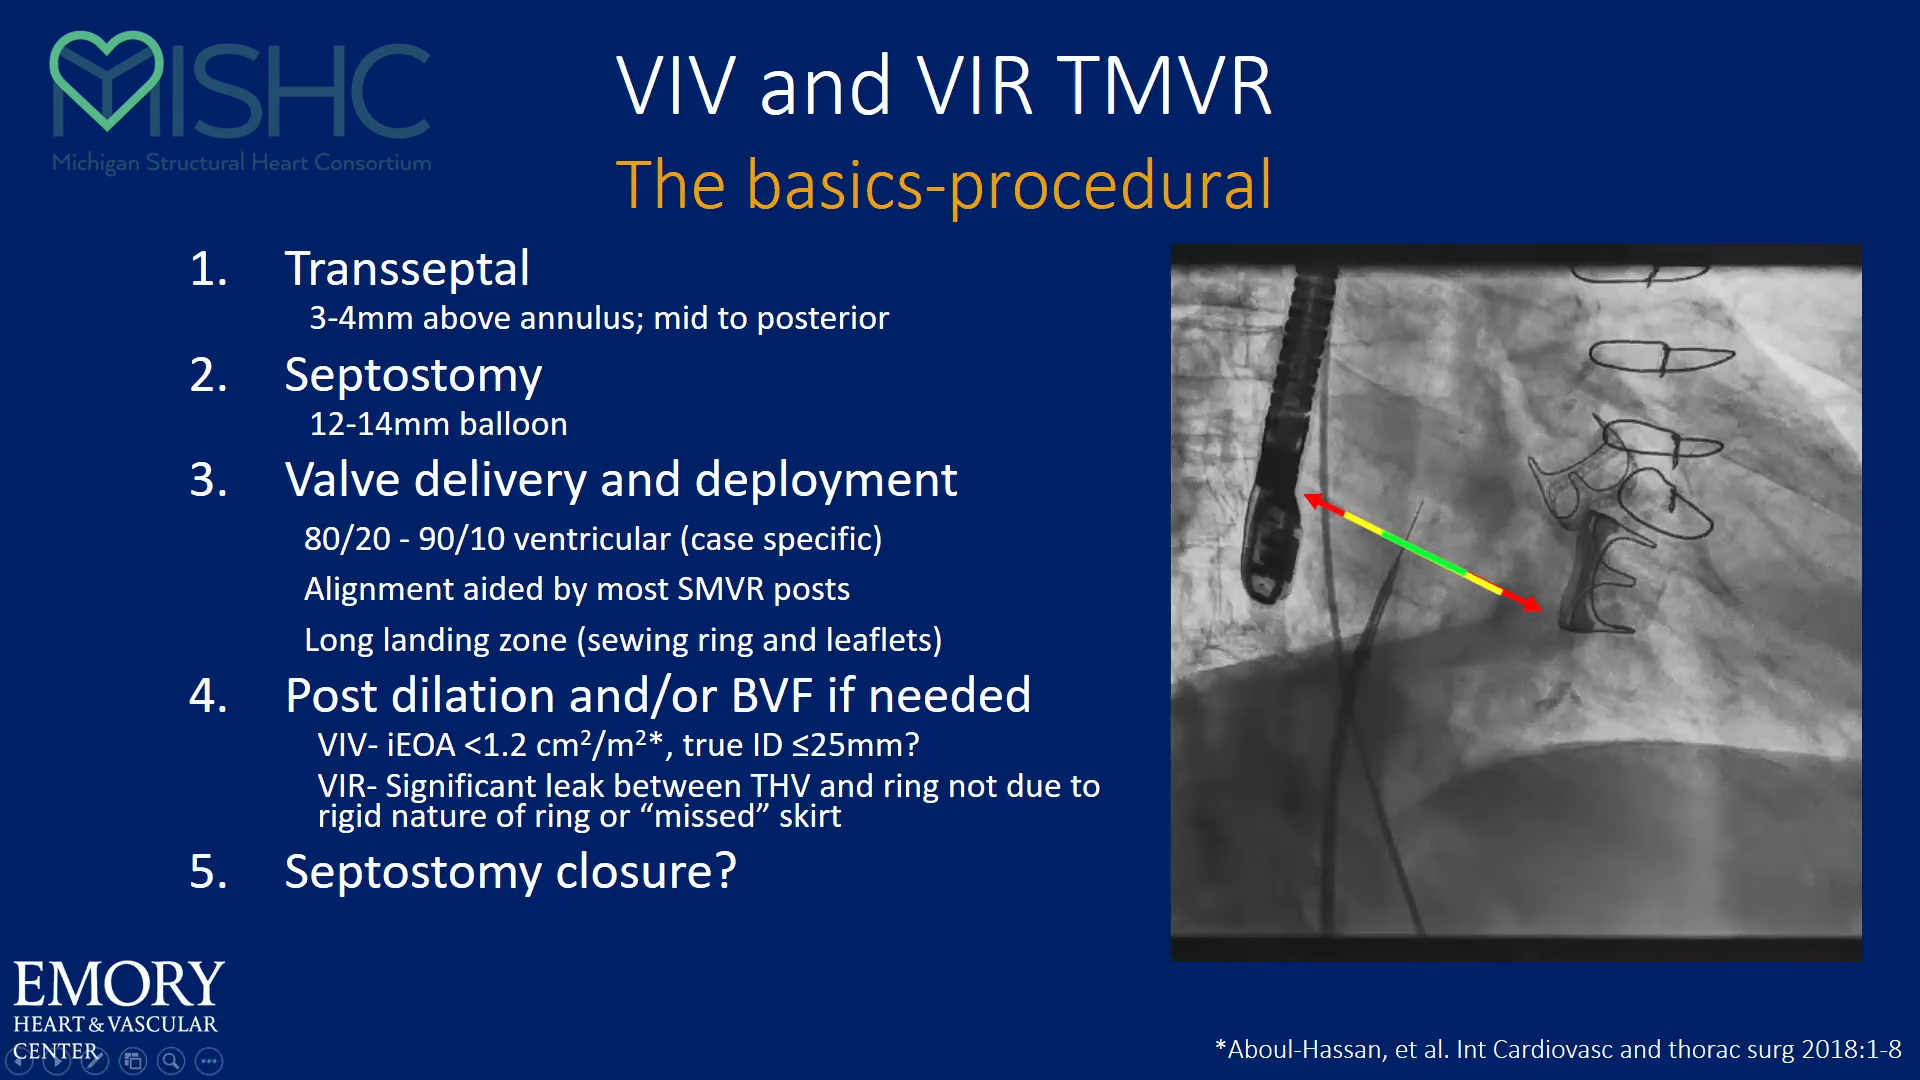 MISHC
Michigan Structural Heart Consortium
VIV and VIR TMVR
The basics-procedural
1. Transseptal
3-4mm above annulus; mid to posterior
2. Septostomy
12-14mm balloon
3. Valve delivery and deployment
80/20 - 90/10 ventricular (case specific)
Alignment aided by most SMVR posts
Long landing zone (sewing ring and leaflets)
4. Post dilation and/or BVF if needed
VIV- iEOA <1.2 cm²/m²*, true ID ≤25mm?
VIR- Significant leak between THV and ring not due to
rigid nature of ring or “missed” skirt
5. Septostomy closure?
EMORY
HEART & VASCULAR
CENTER
*Aboul-Hassan, et al. Int Cardiovasc and thorac surg 2018:1-8